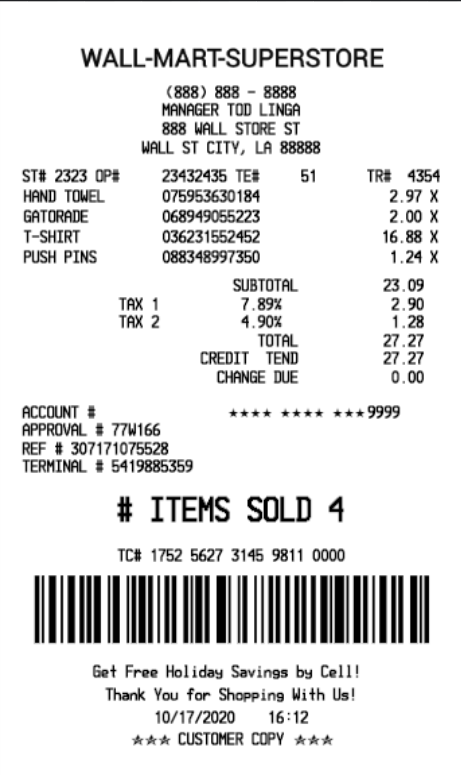 WALL-MART-SUPERSTORE
(888) 888 - 8888
MANAGER TOD LINGA
888 WALL STORE ST
WALL ST CITY, LA 88888
ST# 2323 OP# 23432435 TE# 51 TR# 4354
HAND TOWEL 075953630184 2.97 X
GATORADE 068949055223 2.00 X
T-SHIRT 036231552452 16.88 X
PUSH PINS 088348997350 1.24 X
SUBTOTAL 23.09
TAX 1 7.89% 2.90
TAX 2 4.90% 1.28
TOTAL 27.27
CREDIT TEND 27.27
CHANGE DUE 0.00
ACCOUNT # **** **** ***9999
APPROVAL # 77W166
REF # 307171075528
TERMINAL # 5419885359
# ITEMS SOLD 4
TC# 1752 5627 3145 9811 0000
Get Free Holiday Savings by Cell!
Thank You for Shopping With Us!
10/17/2020 16:12
*** CUSTOMER COPY ***